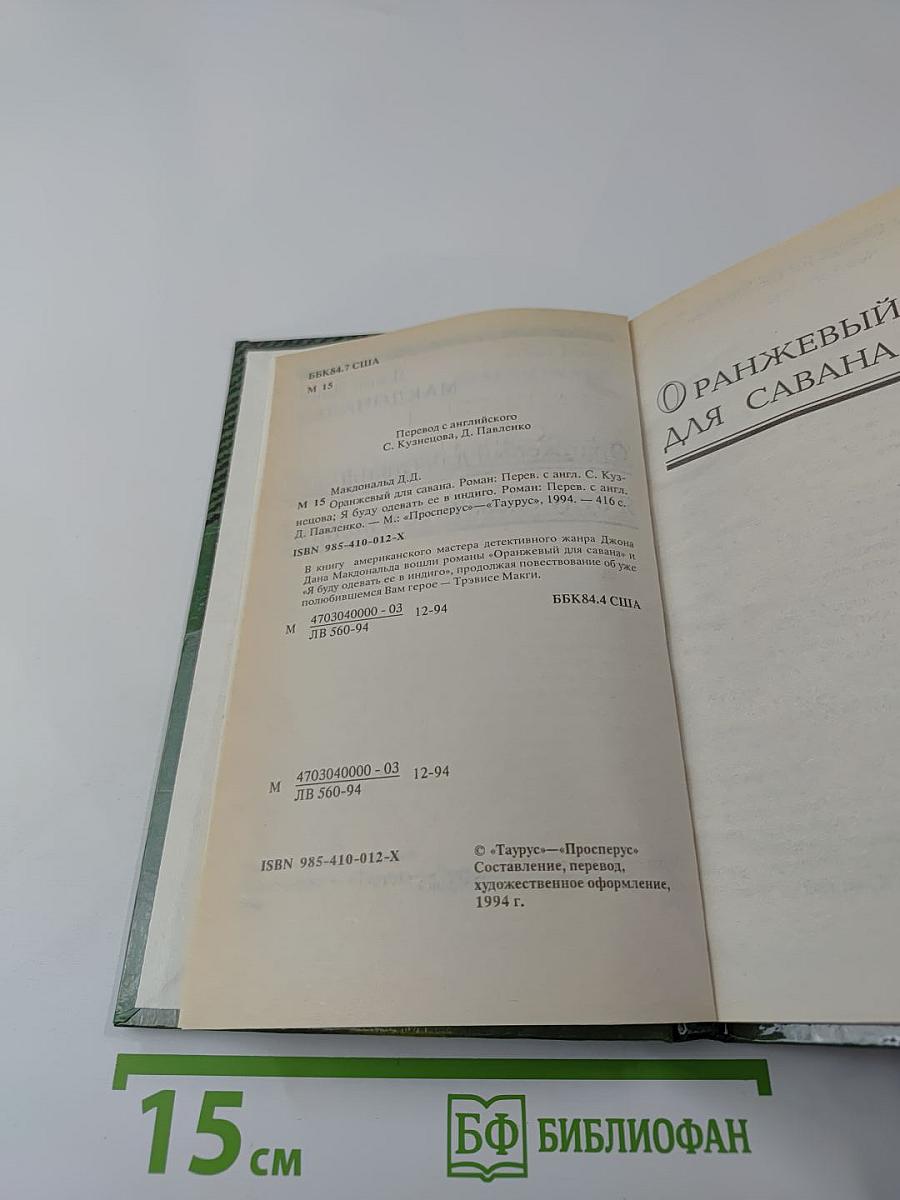 ББК84.7 США
М 15
Перевод с английского
С. Кузнецова, Д. Павленко
Макдональд Д.Д.
М 15 Оранжевый для савана. Роман: Перев. с англ. С. Куз-
нецова; Я буду одевать ее в индиго. Роман: Перев. с англ.
Д. Павленко. — М.: «Просперус»—«Таурус», 1994. — 416 с.
ISBN 985-410-012-X
В книгу американского мастера детективного жанра Джона
Дана Макдональда вошли романы «Оранжевый для савана» и
«Я буду одевать ее в индиго», продолжая повествование об уже
полюбившемся Вам герое — Трэвисе Макги.
М 4703040000 - 03 12-94
ЛВ 560-94
ББК84.4 США
М 4703040000 - 03 12-94
ЛВ 560-94
ISBN 985-410-012-X
© «Таурус»—«Просперус»
Составление, перевод,
художественное оформление,
1994 г.
ОРАНЖЕВЫЙ
ДЛЯ САВАНА
15 см
БФ БИБЛИОФАН